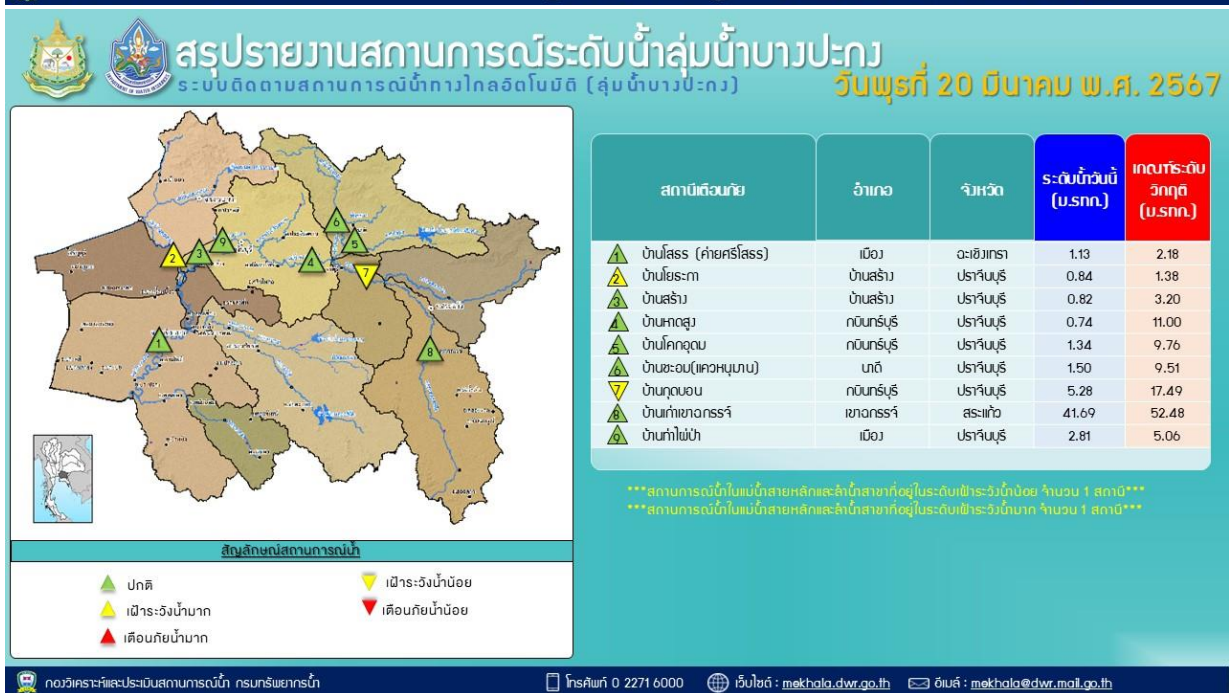 สรุปรายงานสถานการณ์ระดับน้ำลุ่มน้ำบางปะกง
ระบบติดตามสถานการณ์น้ำทางไกลอัตโนมัติ (ลุ่มน้ำบางปะกง)
วันพุธที่ 20 มีนาคม พ.ศ. 2567
สถานีเตือนภัย อำเภอ จังหวัด ระดับน้ำวันนี้ (ม.รทก.) เกณฑ์ระดับวิกฤติ (ม.รทก.)
1 บ้านโสธร (ค่ายศรีโสธร) เมือง ฉะเชิงเทรา 1.13 2.18
2 บ้านโยธะกา บ้านสร้าง ปราจีนบุรี 0.84 1.38
3 บ้านสร้าง บ้านสร้าง ปราจีนบุรี 0.82 3.20
4 บ้านหาดสูง กบินทร์บุรี ปราจีนบุรี 0.74 11.00
5 บ้านโคกอุดม กบินทร์บุรี ปราจีนบุรี 1.34 9.76
6 บ้านชะอม(แควหนุมาน) นาดี ปราจีนบุรี 1.50 9.51
7 บ้านกุดบอน กบินทร์บุรี ปราจีนบุรี 5.28 17.49
8 บ้านเก่าเขาฉกรรจ์ เขาฉกรรจ์ สระแก้ว 41.69 52.48
9 บ้านท่าไผ่ป่า เมือง ปราจีนบุรี 2.81 5.06
***สถานการณ์น้ำในแม่น้ำสายหลักและลำน้ำสาขาที่อยู่ในระดับเฝ้าระวังน้ำน้อย จำนวน 1 สถานี***
***สถานการณ์น้ำในแม่น้ำสายหลักและลำน้ำสาขาที่อยู่ในระดับเฝ้าระวังน้ำมาก จำนวน 1 สถานี***
6
9
5
2
3
4
7
1
8
สัญลักษณ์สถานการณ์น้ำ
ปกติ
เฝ้าระวังน้ำน้อย
เฝ้าระวังน้ำมาก
เตือนภัยน้ำน้อย
เตือนภัยน้ำมาก
กองวิเคราะห์และประเมินสถานการณ์น้ำ กรมทรัพยากรน้ำ
โทรศัพท์ 0 2271 6000
เว็บไซต์ : mekhala.dwr.go.th
อีเมล์ : mekhala@dwr.mail.go.th